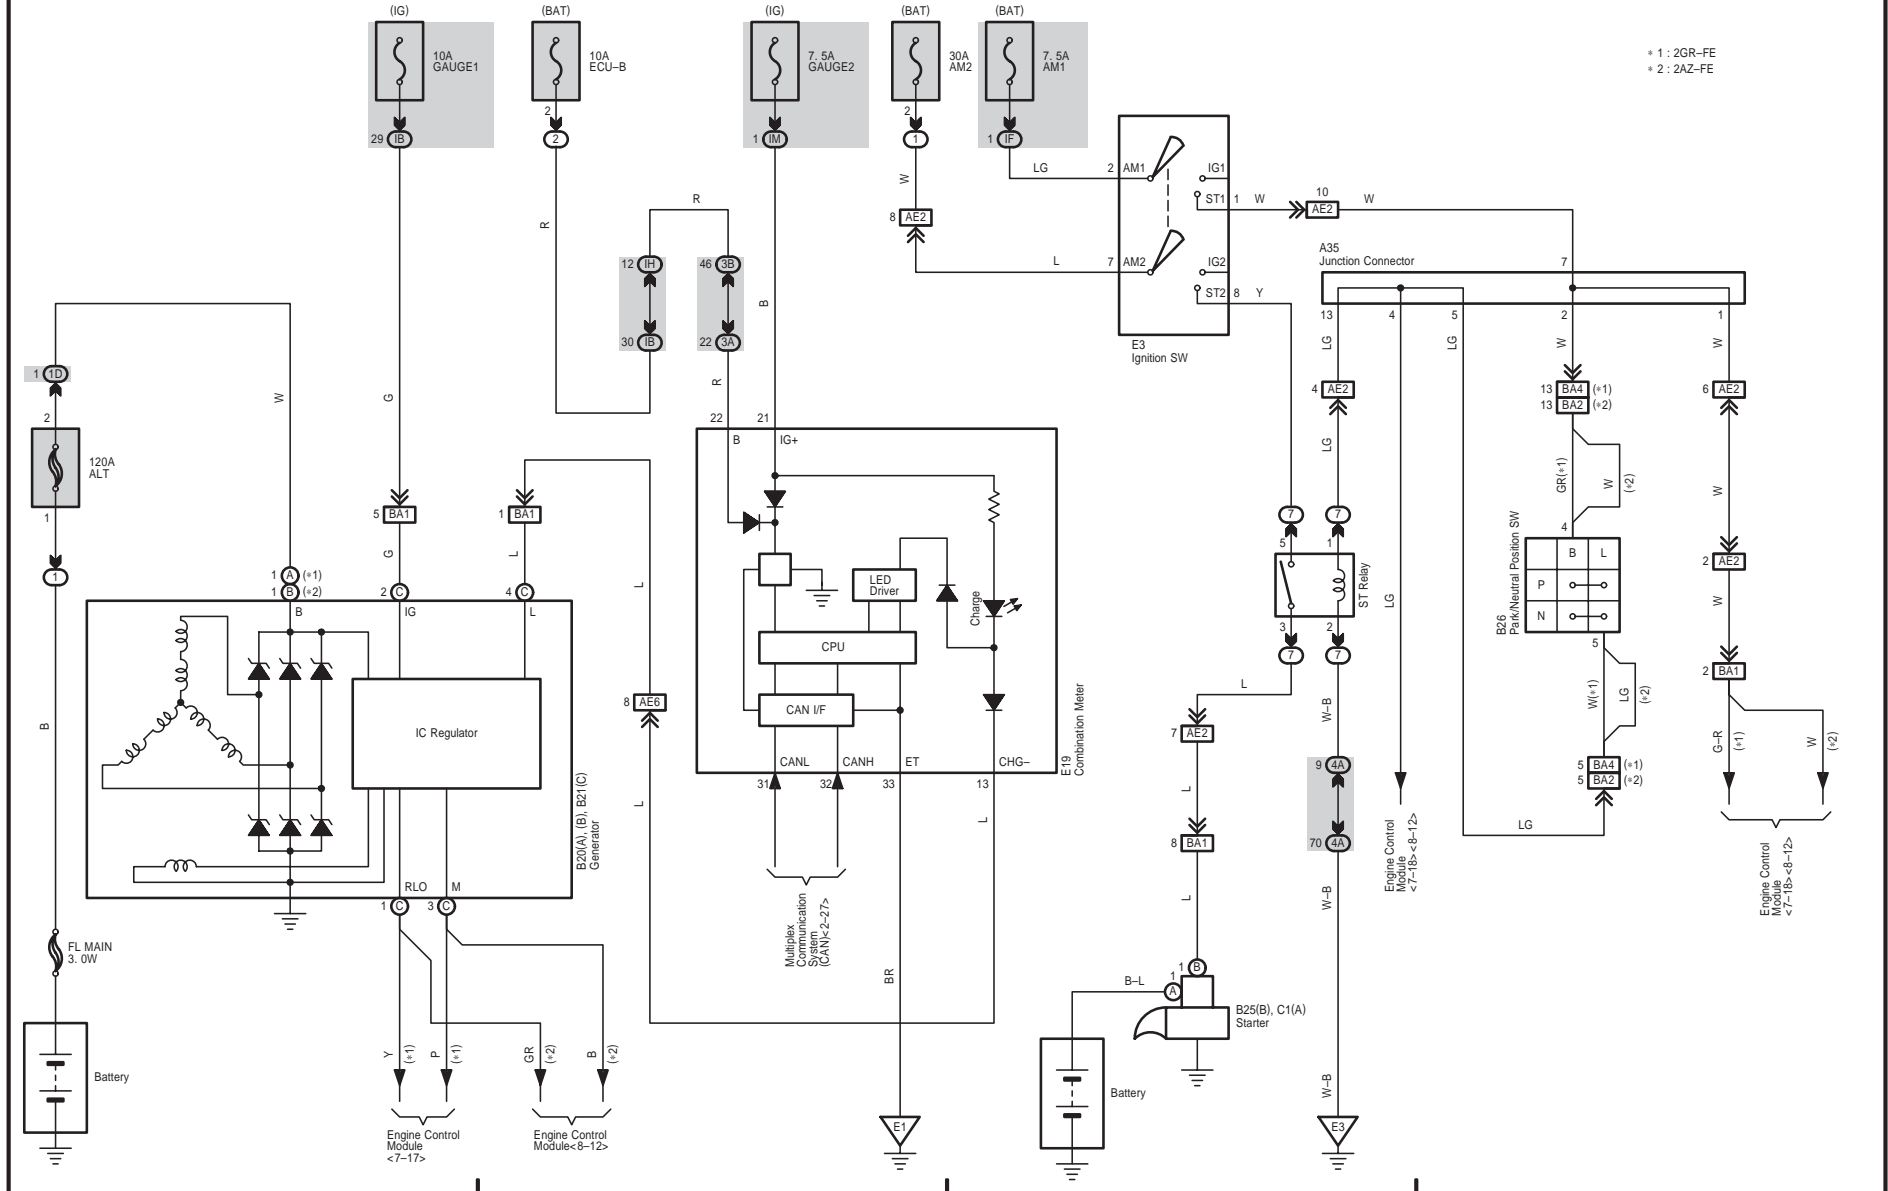 (IG)
(BAT)
(IG)
(BAT)
(BAT)
10A
GAUGE1
10A
ECU–B
7. 5A
GAUGE2
30A
AM2
7. 5A
AM1
∗ 1 : 2GR–FE
∗ 2 : 2AZ–FE
2
2
29 IB
2
1 IM
1
1 IF
LG
2 AM1
IG1
W
ST1 1 W
10
AE2
W
R
R
8 AE2
A35
Junction Connector
7
12 IH
46 3B
L
7 AM2
IG2
ST2 8 Y
B
13
4
5
2
1
E3
Ignition SW
30 IB
22 3A
LG
LG
W
W
1 1D
R
W
G
4 AE2
13 BA4 (∗1)
13 BA2 (∗2)
6 AE2
2
22
21
B
IG+
120A
ALT
LG
GR(∗1)
W
(∗2)
W
1
5 BA1
1 BA1
7
7
4
G
L
5
1
B L
P
N
B26
Park/Neutral Position SW
2 AE2
1
1 A (∗1)
1 B (∗2)
2 C
4 C
L
LED
Driver
Charge
ST Relay
LG
W
B
IG
L
3
2
5
CPU
7
7
2 BA1
L
W(∗1)
LG
(∗2)
8 AE6
CAN I/F
W–B
B
IC Regulator
7 AE2
G–R
(∗1)
W
(∗2)
CANL
CANH
ET
CHG–
E19
Combination Meter
9 4A
5 BA4 (∗1)
5 BA2 (∗2)
31
32
33
13
L
L
L
LG
B20(A), (B), B21(C)
Generator
8 BA1
70 4A
Engine Control
Module
<7–18><8–12>
Engine Control
Module
<7–18><8–12>
RLO
M
1 C
3 C
L
W–B
Multiplex
Communication
System
(CAN)<2–27>
FL MAIN
3. 0W
BR
B–L
1
A
1 B
B25(B), C1(A)
Starter
Y
(∗1)
P
(∗1)
GR
(∗2)
B
(∗2)
Battery
Battery
W–B
E1
E3
Engine Control
Module
<7–17>
Engine Control
Module<8–12>